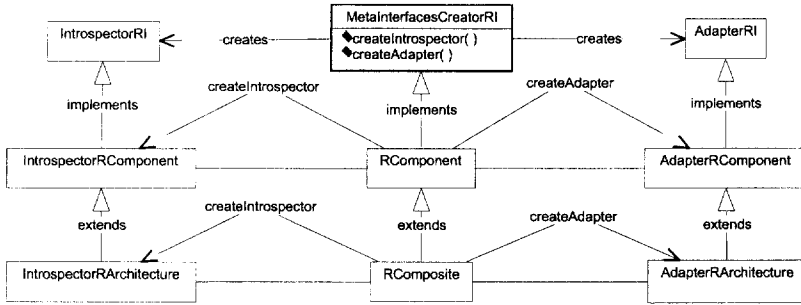 MetaInterfacesCreatorRI
IntrospectorRI
creates
createIntrospector( )
createAdapter( )
creates
AdapterRI
implements
createIntrospector
implements
createAdapter
implements
IntrospectorRComponent
RComponent
AdapterRComponent
extends
createIntrospector
extends
createAdapter
extends
IntrospectorRArchitecture
RComposite
AdapterRArchitecture